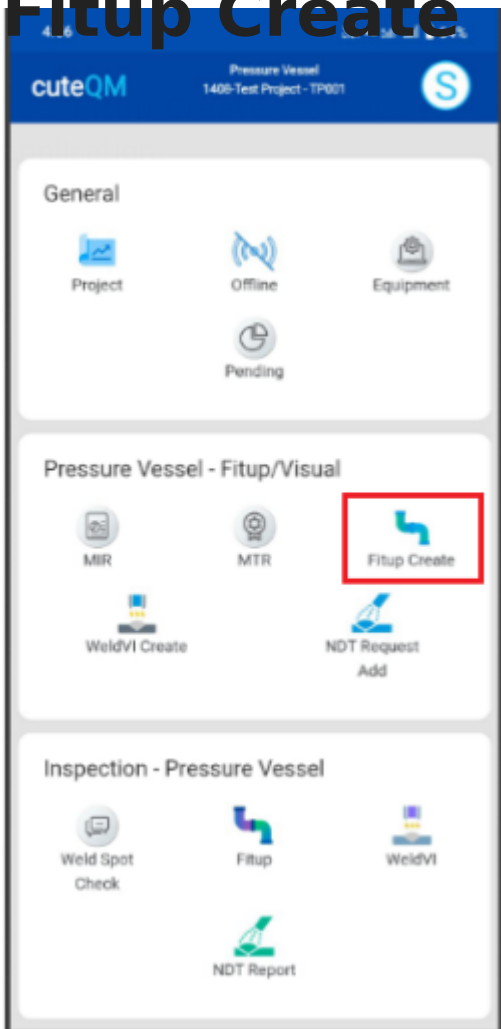 Fitup Create
cuteQM
Pressure Vessel
1408-Test Project - TP001
S
General
Project
Offline
Equipment
Pending
Pressure Vessel - Fitup/Visual
MIR
MTR
Fitup Create
WeldVI Create
NDT Request
Add
Inspection - Pressure Vessel
Weld Spot
Check
Fitup
WeldVI
NDT Report